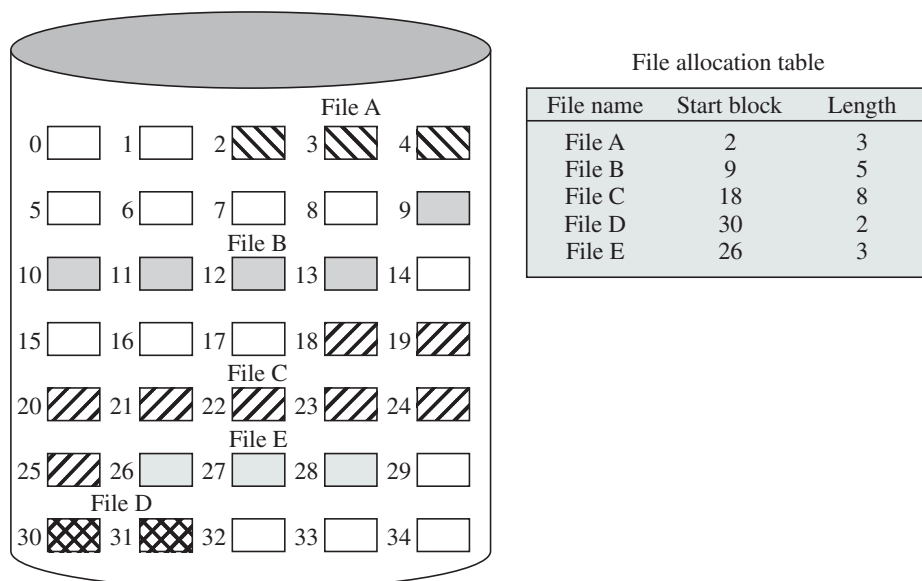 File A
0 1 2 3 4
5 6 7 8 9
File B
10 11 12 13 14
15 16 17 18 19
File C
20 21 22 23 24
File E
25 26 27 28 29
File D
30 31 32 33 34
File allocation table
File name Start block Length
File A 2 3
File B 9 5
File C 18 8
File D 30 2
File E 26 3